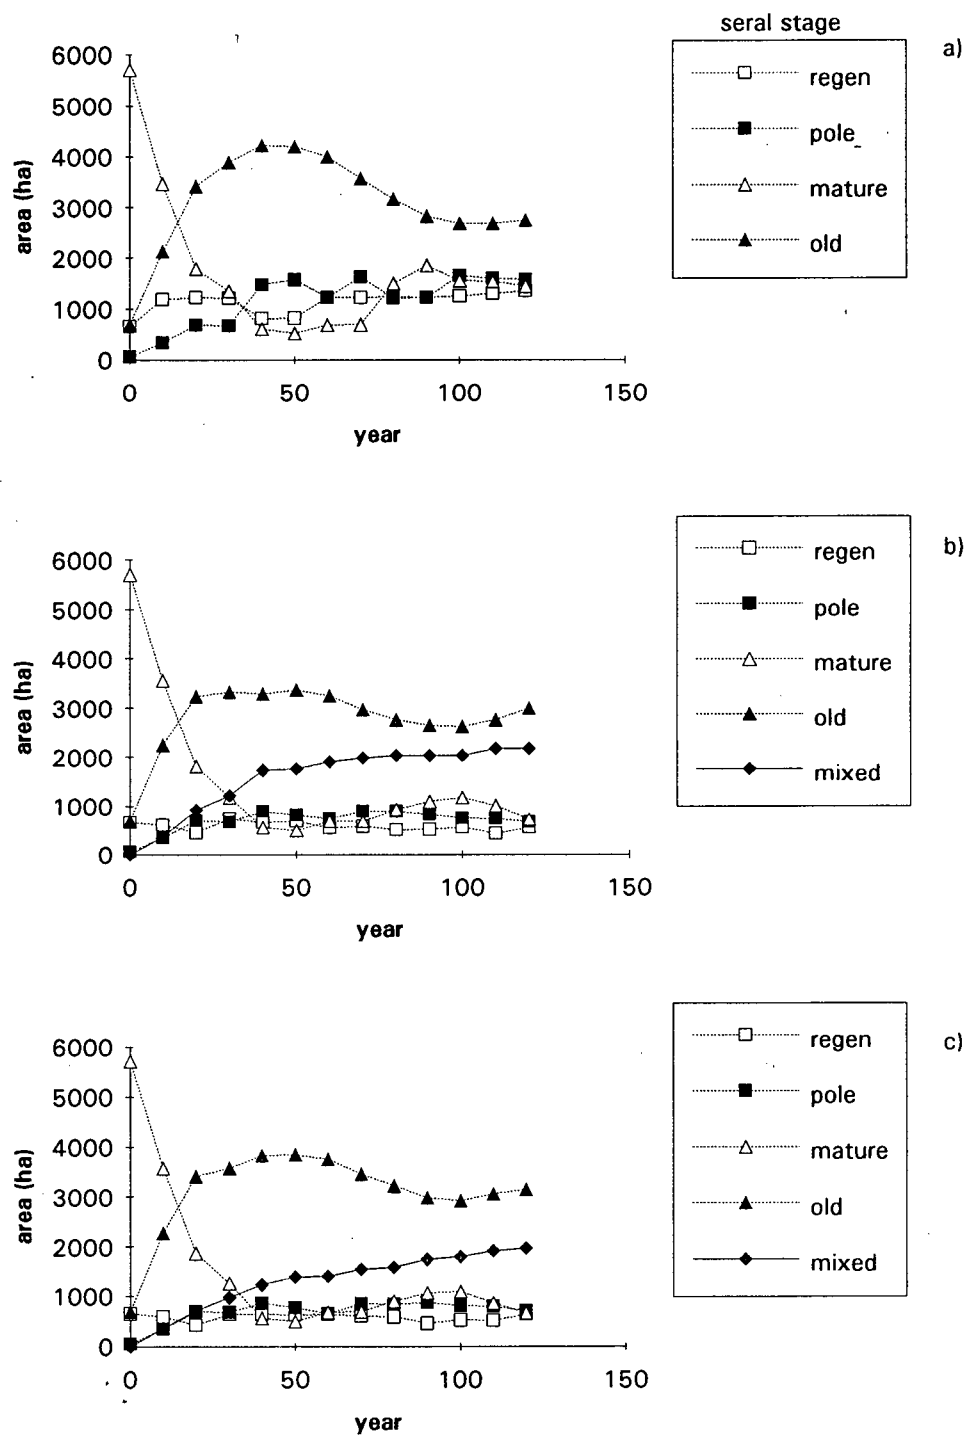 seral stage
a)
regen
pole
mature
old
area (ha)
6000
5000
4000
3000
2000
1000
0
0 50 100 150
year
b)
regen
pole
mature
old
mixed
area (ha)
6000
5000
4000
3000
2000
1000
0
0 50 100 150
year
c)
regen
pole
mature
old
mixed
area (ha)
6000
5000
4000
3000
2000
1000
0
0 50 100 150
year